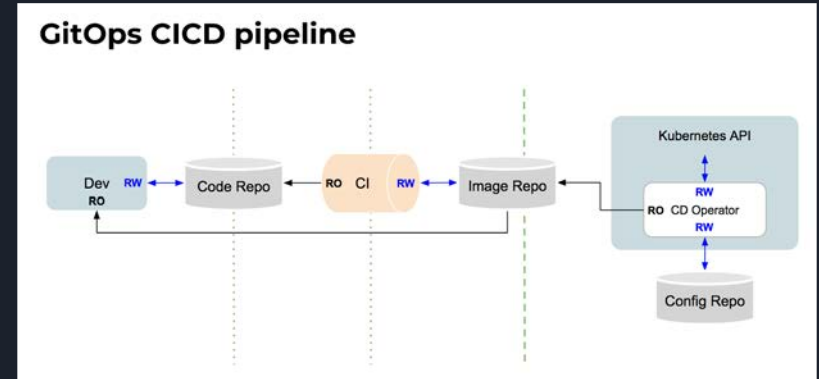 GitOps CICD pipeline
Kubernetes API
Dev RW
RO
Code Repo
RO CI RW
Image Repo
RW
RO CD Operator
RW
Config Repo